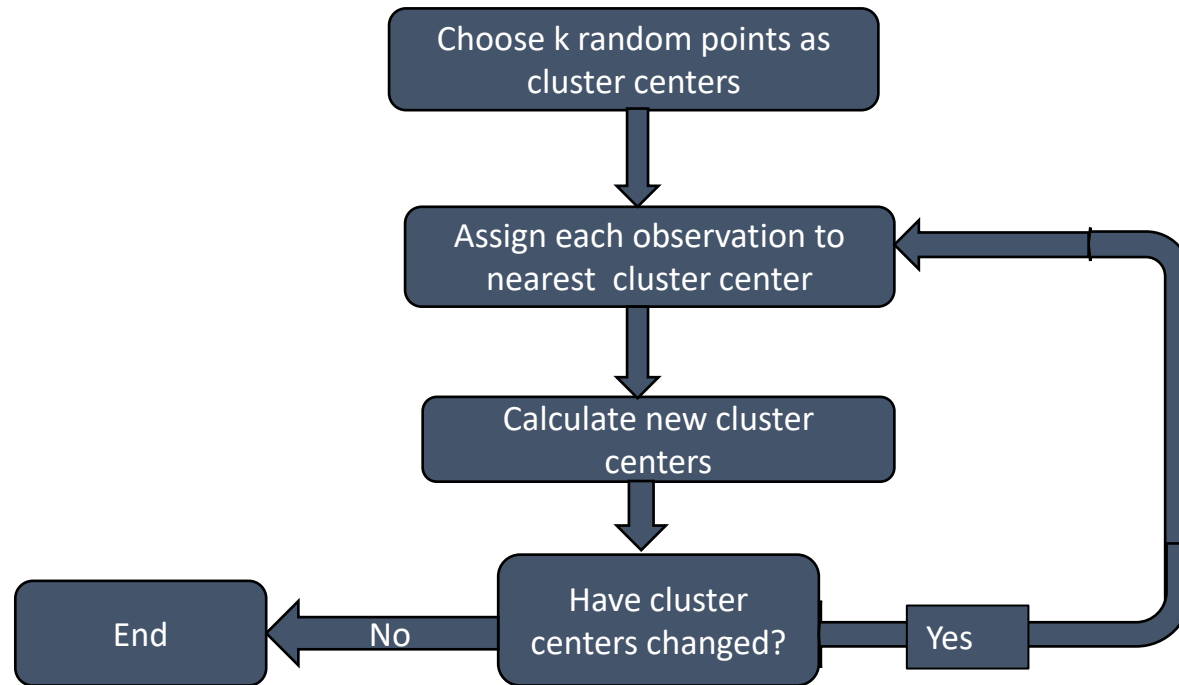 Choose k random points as
cluster centers
Assign each observation to
nearest  cluster center
Calculate new cluster
centers
Have cluster
centers changed?
Yes
No
End